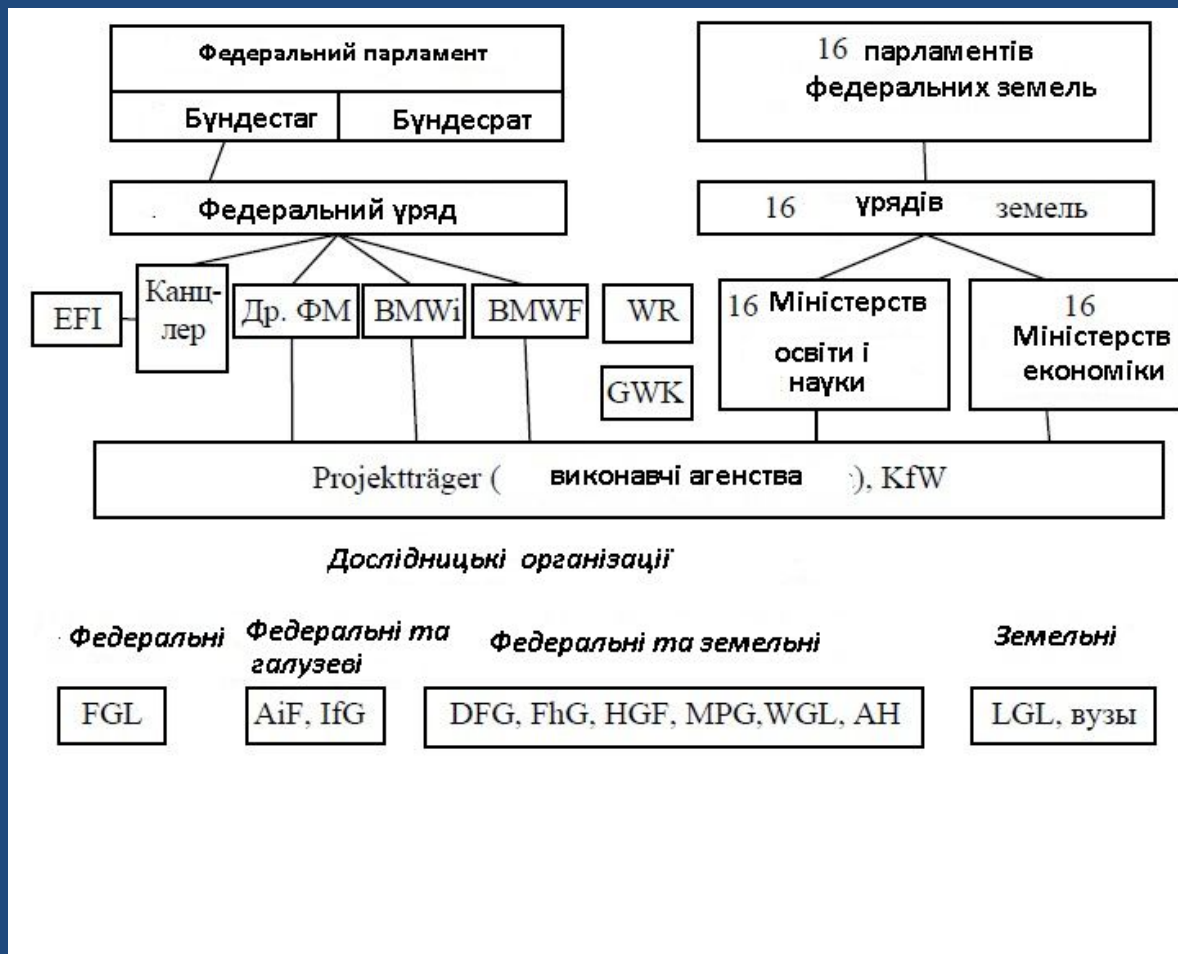 Федеральний парламент
Бундестаг
Бундесрат
16 парламентів
федеральних земель
Федеральний уряд
16 урядів земель
EFI
Канц-
лер
Др. ФМ
BMWi
BMWF
WR
GWK
16 Міністерств
освіти і
науки
16
Міністерств
економіки
Projektträger ( виконавчі агенства ), KfW
Дослідницькі організації
Федеральні
Федеральні та
галузеві
Федеральні та земельні
Земельні
FGL
AiF, IfG
DFG, FhG, HGF, MPG,WGL, AH
LGL, вузы